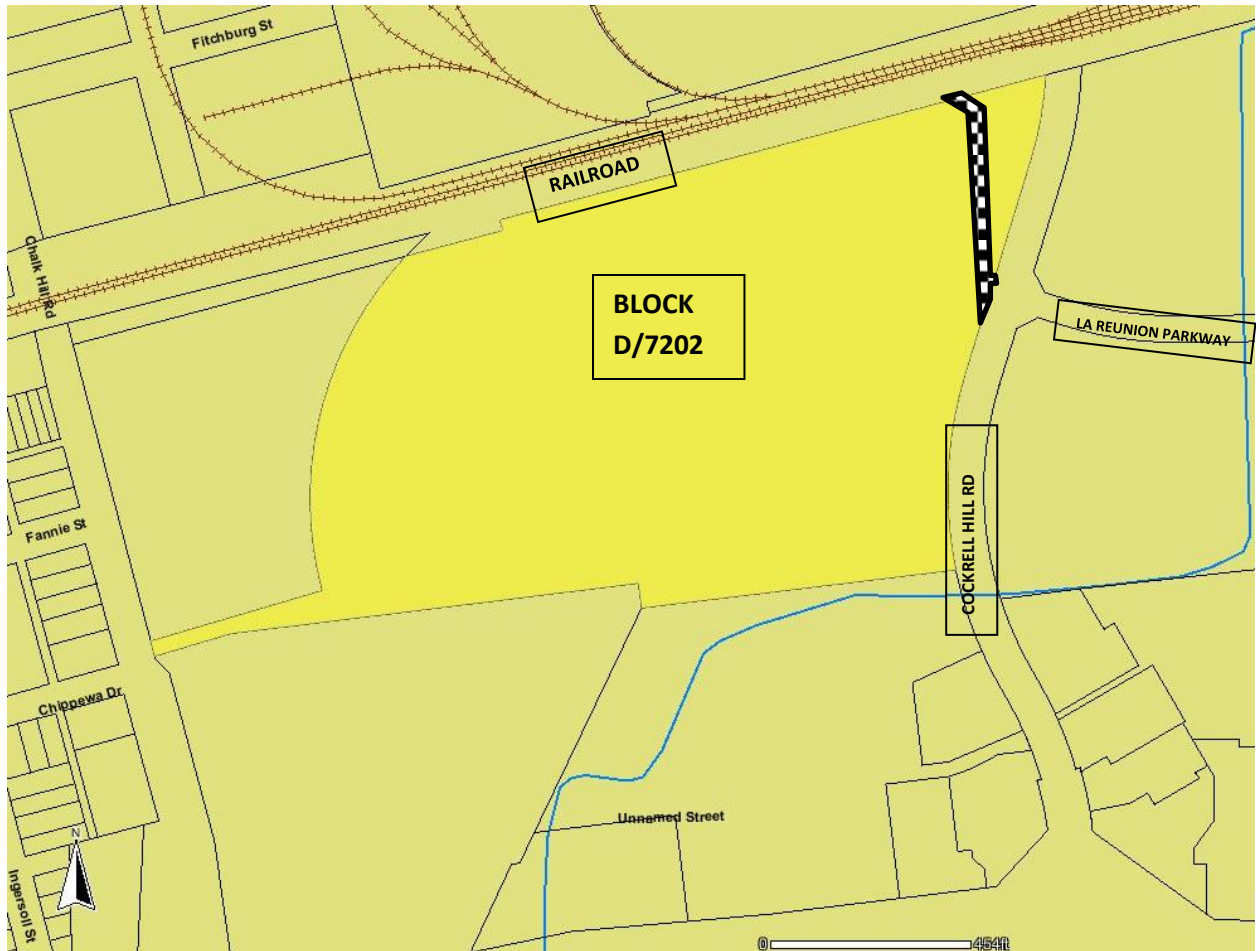 Fitchburg St
RAILROAD
Chalk Hill Rd
BLOCK
D/7202
LA REUNION PARKWAY
COCKRELL HILL RD
Fannie St
Chippewa Dr
Unnamed Street
N
Ingersoll St
0 454ft